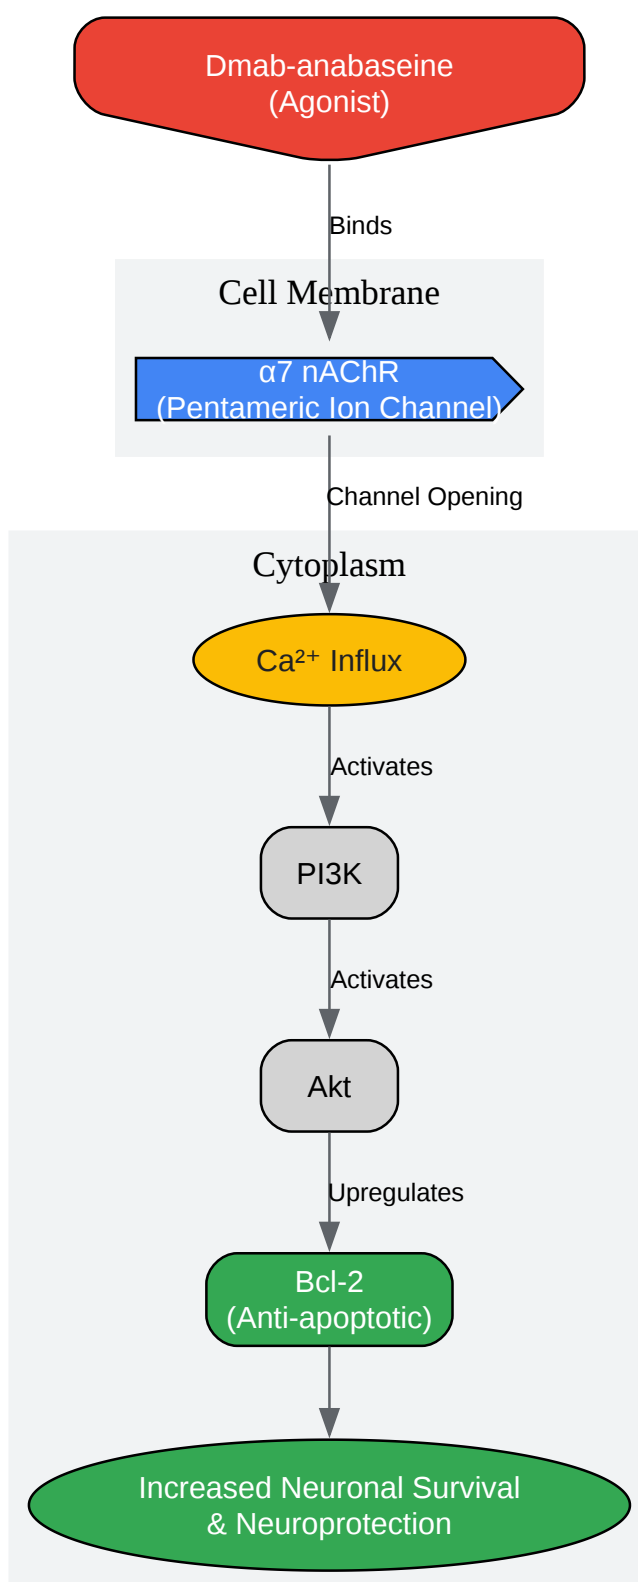 Dmab-anabaseine
(Agonist)
Binds
Cell Membrane
α7 nAChR
(Pentameric Ion Channel)
Channel Opening
Cytoplasm
Ca²⁺ Influx
Activates
PI3K
Activates
Akt
Upregulates
Bcl-2
(Anti-apoptotic)
Increased Neuronal Survival
& Neuroprotection